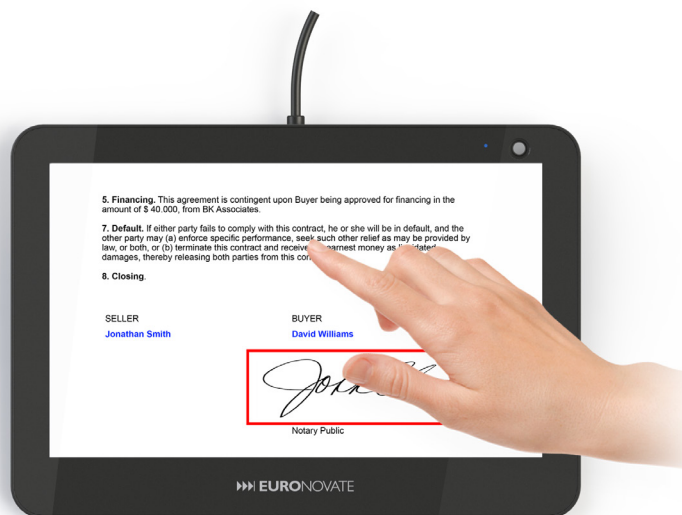 5. Financing. This agreement is contingent upon Buyer being approved for financing in the
amount of $ 40.000, from BK Associates.
7. Default. If either party fails to comply with this contract, he or she will be in default, and the
other party may (a) enforce specific performance, seek such other relief as may be provided by
law, or both, or (b) terminate this contract and receive earnest money as
damages, thereby releasing both parties from this
8. Closing.
SELLER BUYER
Jonathan Smith David Williams
Notary Public
EURONOVATE